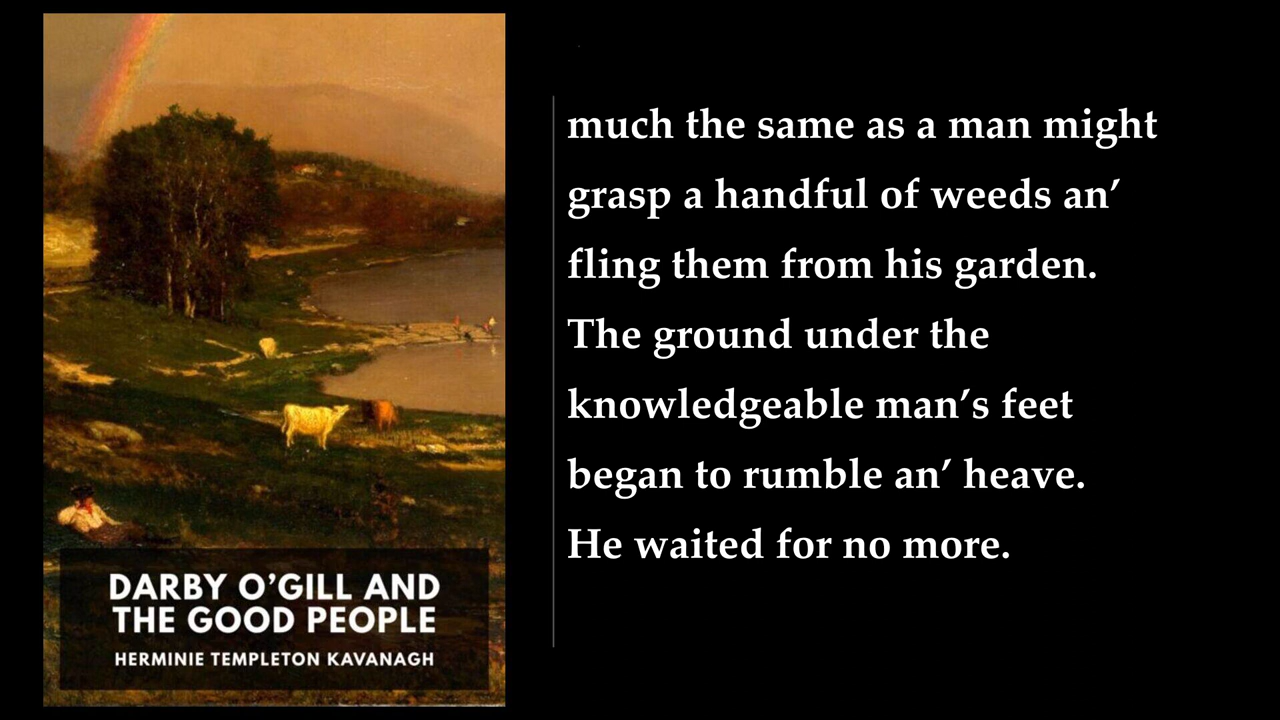 much the same as a man might
grasp a handful of weeds an’
fling them from his garden.
The ground under the
knowledgeable man’s feet
began to rumble an’ heave.
He waited for no more.
DARBY O’GILL AND
THE GOOD PEOPLE
HERMINIE TEMPLETON KAVANAGH